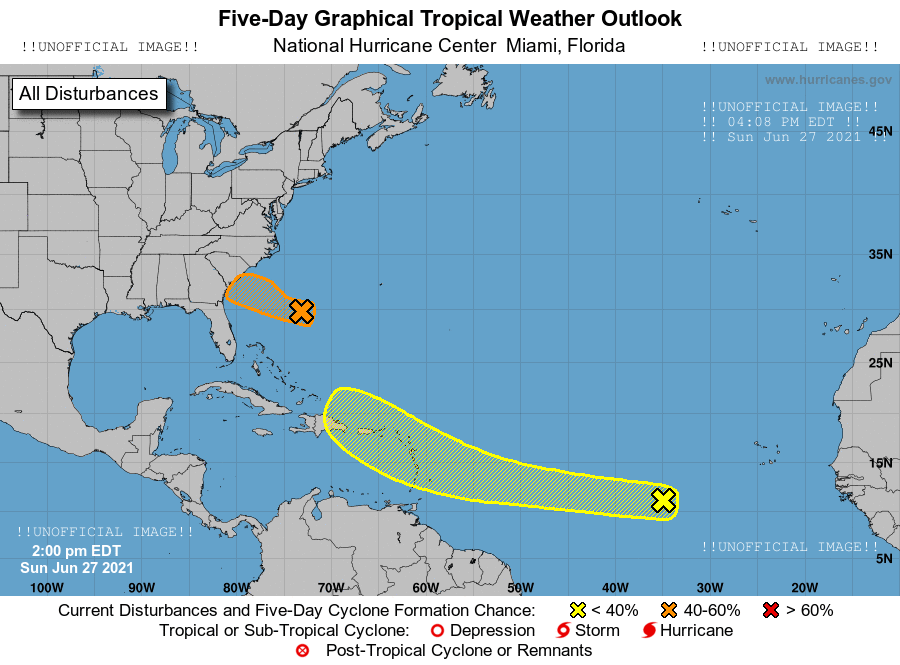 Five-Day Graphical Tropical Weather Outlook
!!UNOFFICIAL IMAGE!! National Hurricane Center Miami, Florida !!UNOFFICIAL IMAGE!!
All Disturbances
www.hurricanes.gov
!!UNOFFICIAL IMAGE!!
!! 04:08 PM EDT !!
!! Sun Jun 27 2021 !!
45N
35N
25N
15N
!!UNOFFICIAL IMAGE!!
2:00 pm EDT
Sun Jun 27 2021
!!UNOFFICIAL IMAGE!!
5N
100W 90W 80W 70W 60W 50W 40W 30W 20W
Current Disturbances and Five-Day Cyclone Formation Chance: < 40% 40-60% > 60%
Tropical or Sub-Tropical Cyclone: Depression Storm Hurricane
Post-Tropical Cyclone or Remnants